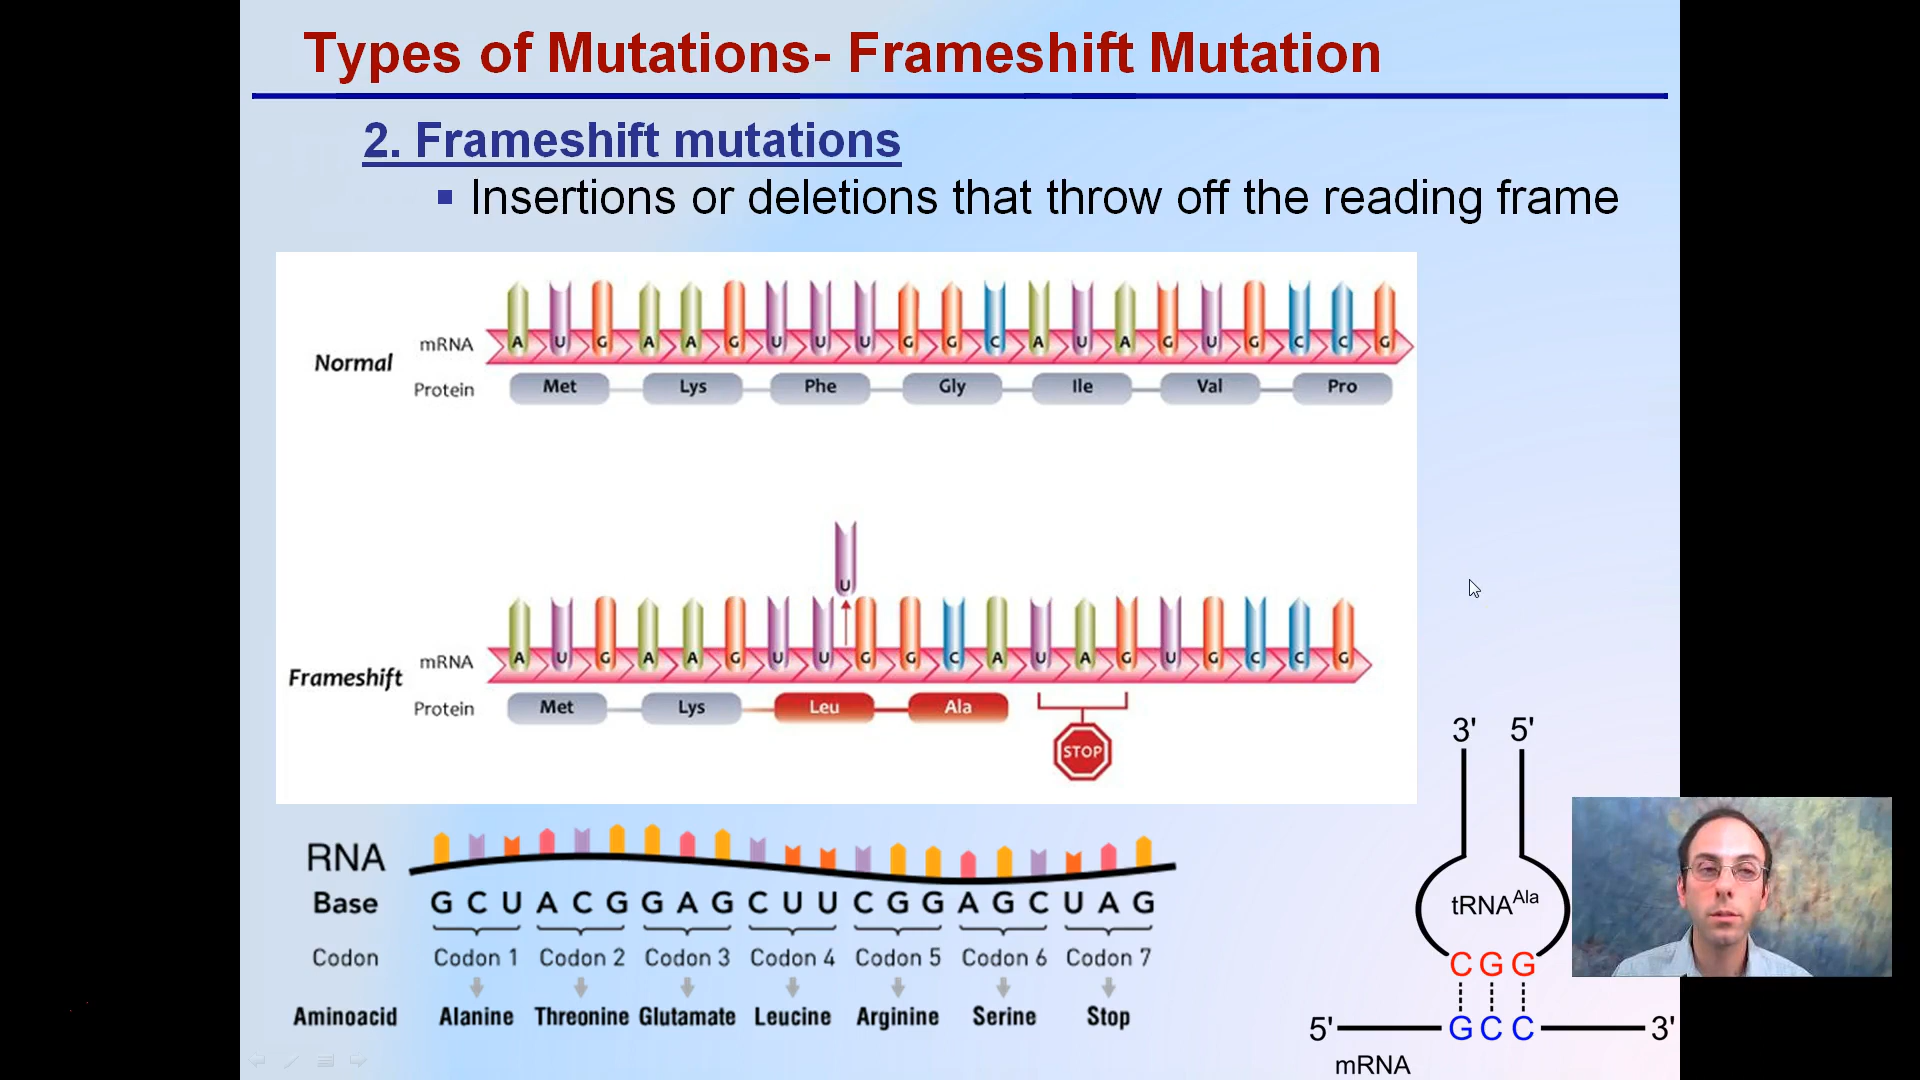 Types of Mutations- Frameshift Mutation
2. Frameshift mutations
Insertions or deletions that throw off the reading frame
Normal
mRNA
A U G A A G U U U G G C A U A G U G C C G
Protein
Met Lys Phe Gly Ile Val Pro
U
Frameshift
mRNA
A U G A A G U U G G C A U A G U G C C G
Protein
Met Lys Leu Ala
STOP
RNA
Base
G C U A C G G A G C U U C G G A G C U A G
Codon
Codon 1 Codon 2 Codon 3 Codon 4 Codon 5 Codon 6 Codon 7
Aminoacid
Alanine Threonine Glutamate Leucine Arginine Serine Stop
3' 5'
tRNAAla
C G G
5' G C C 3'
mRNA